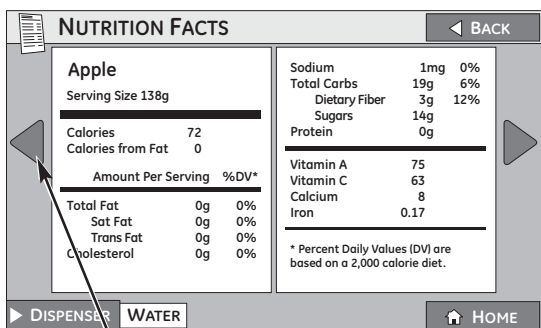 NUTRITION FACTS
BACK
Apple
Serving Size 138g
Calories 72
Calories from Fat 0
Amount Per Serving %DV*
Total Fat 0g 0%
Sat Fat 0g 0%
Trans Fat 0g 0%
Cholesterol 0g 0%
Sodium 1mg 0%
Total Carbs 19g 6%
Dietary Fiber 3g 12%
Sugars 14g
Protein 0g
Vitamin A 75
Vitamin C 63
Calcium 8
Iron 0.17
* Percent Daily Values (DV) are
based on a 2,000 calorie diet.
DISPENSER WATER
HOME